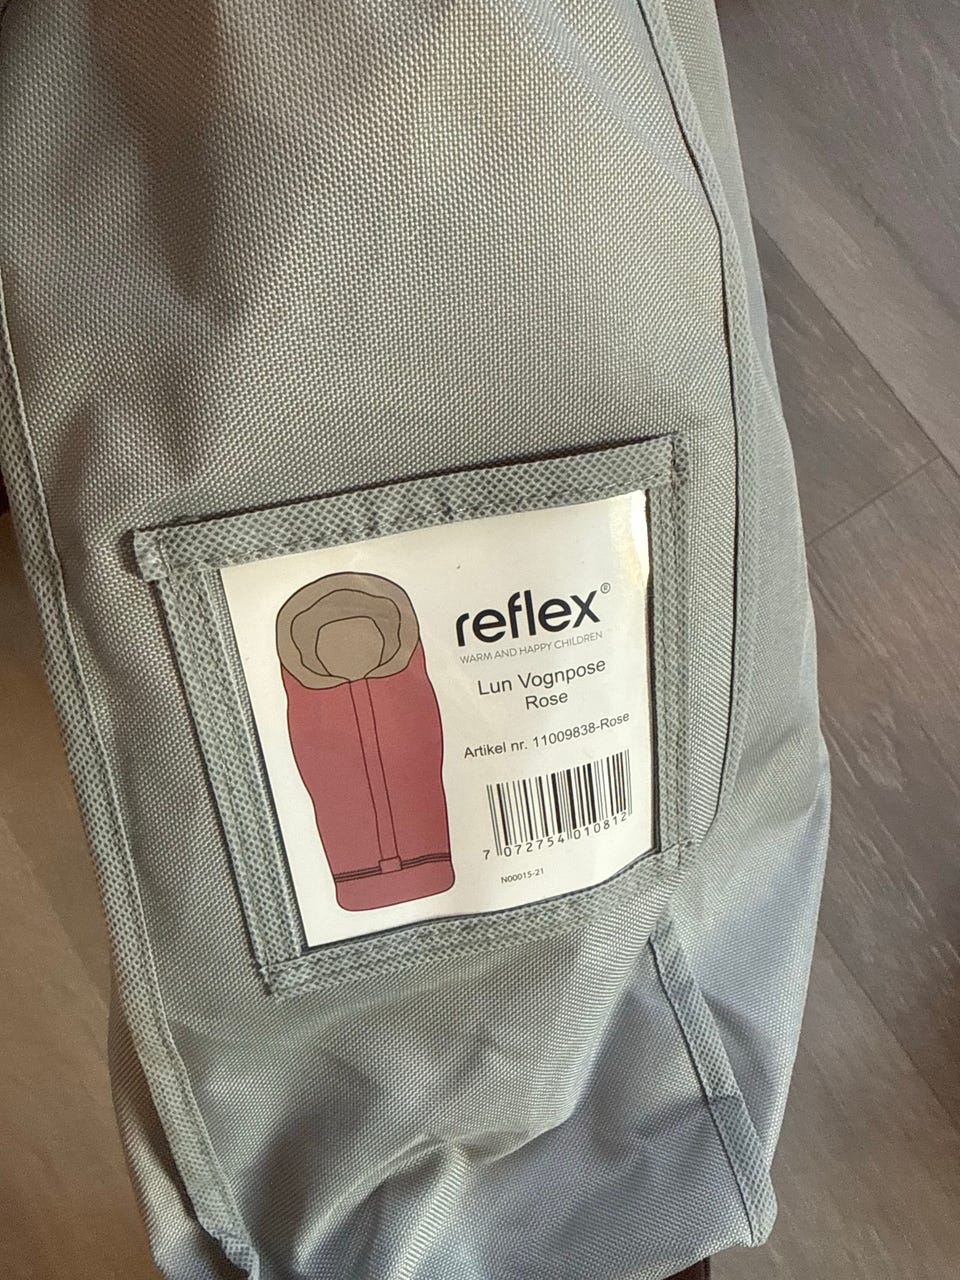 reflex®
WARM AND HAPPY CHILDREN
Lun Vognpose
Rose
Artikel nr. 11009838-Rose
7 072754 010812
N00015-21